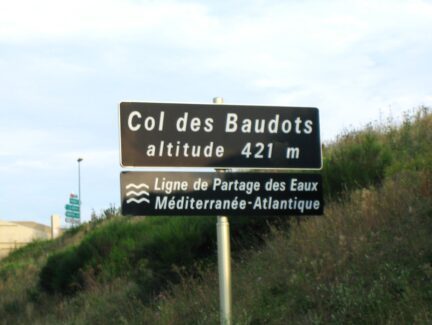 Col des Baudots
altitude 421 m
Ligne de Partage des Eaux
Méditerranée-Atlantique